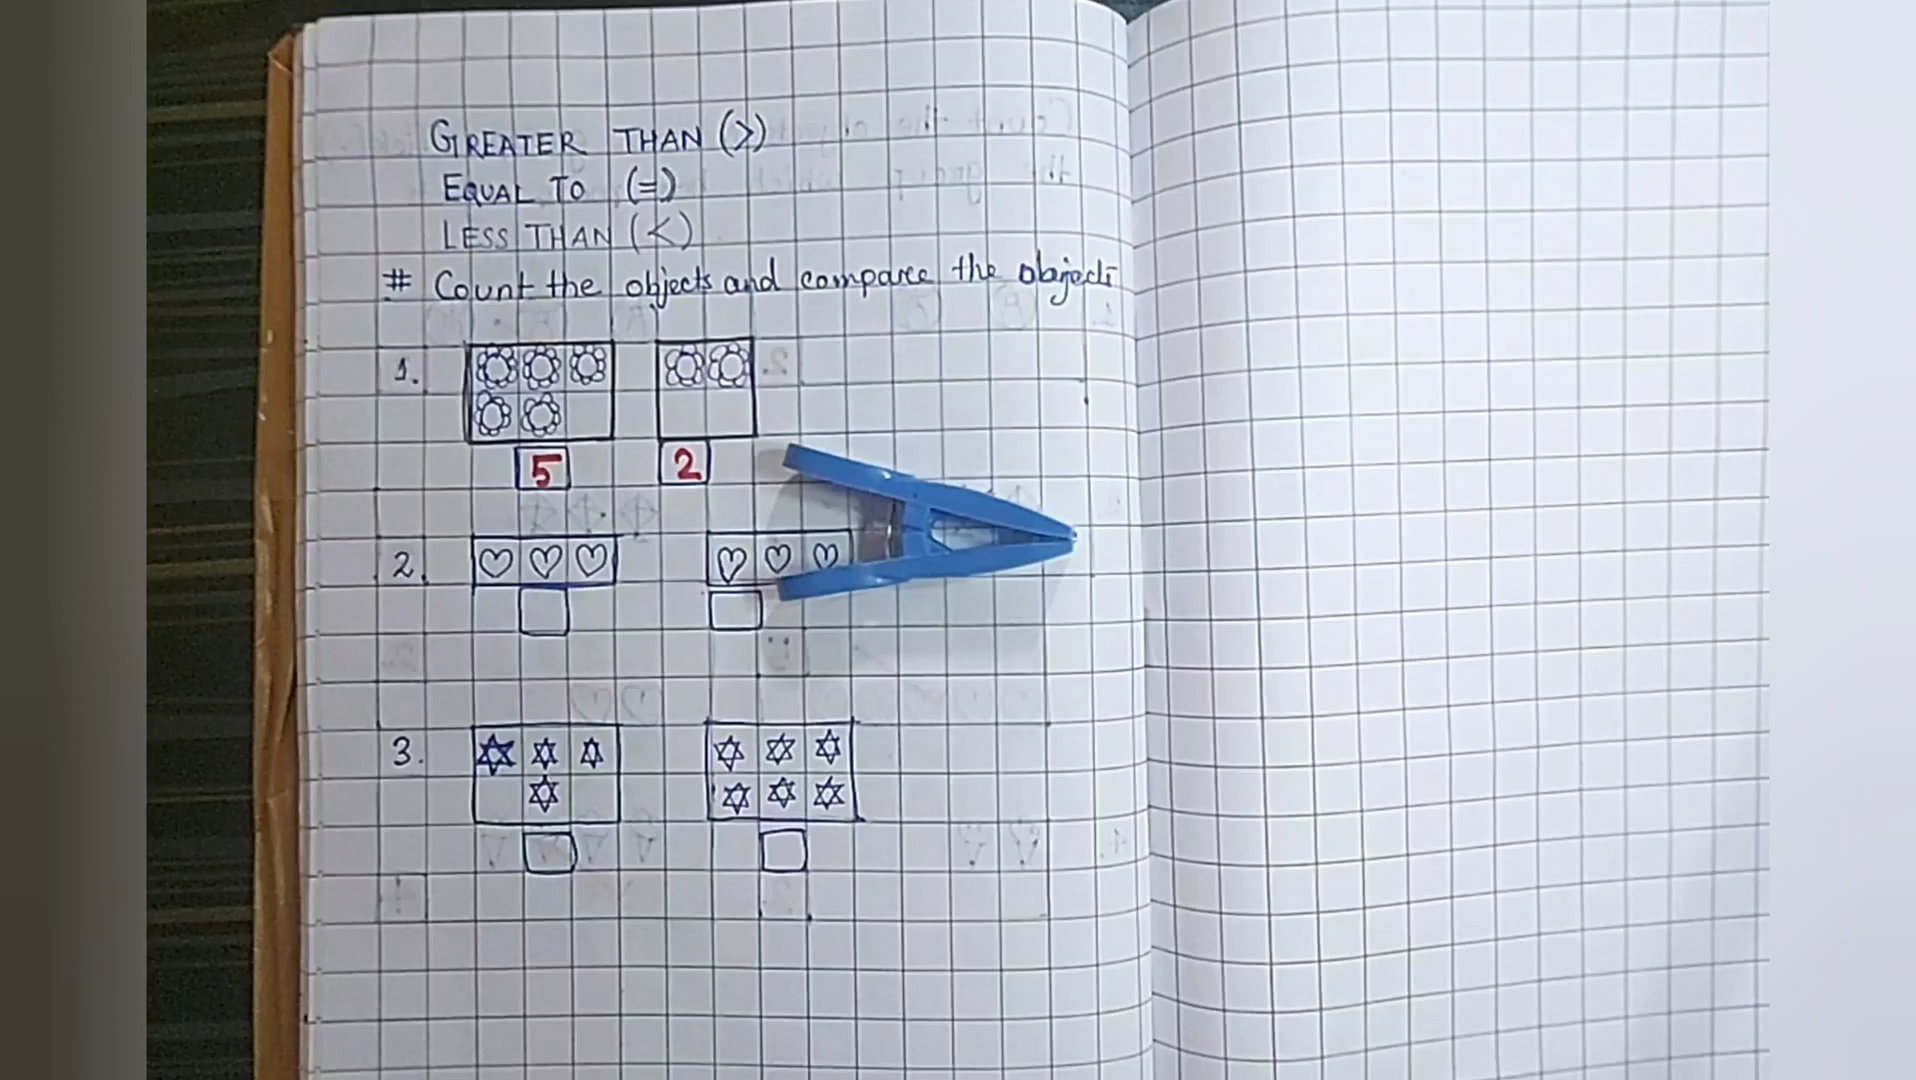 GREATER THAN (>)
EQUAL TO (=)
LESS THAN (<)
# Count the objects and compare the objects
1.
5 2
2.
3.